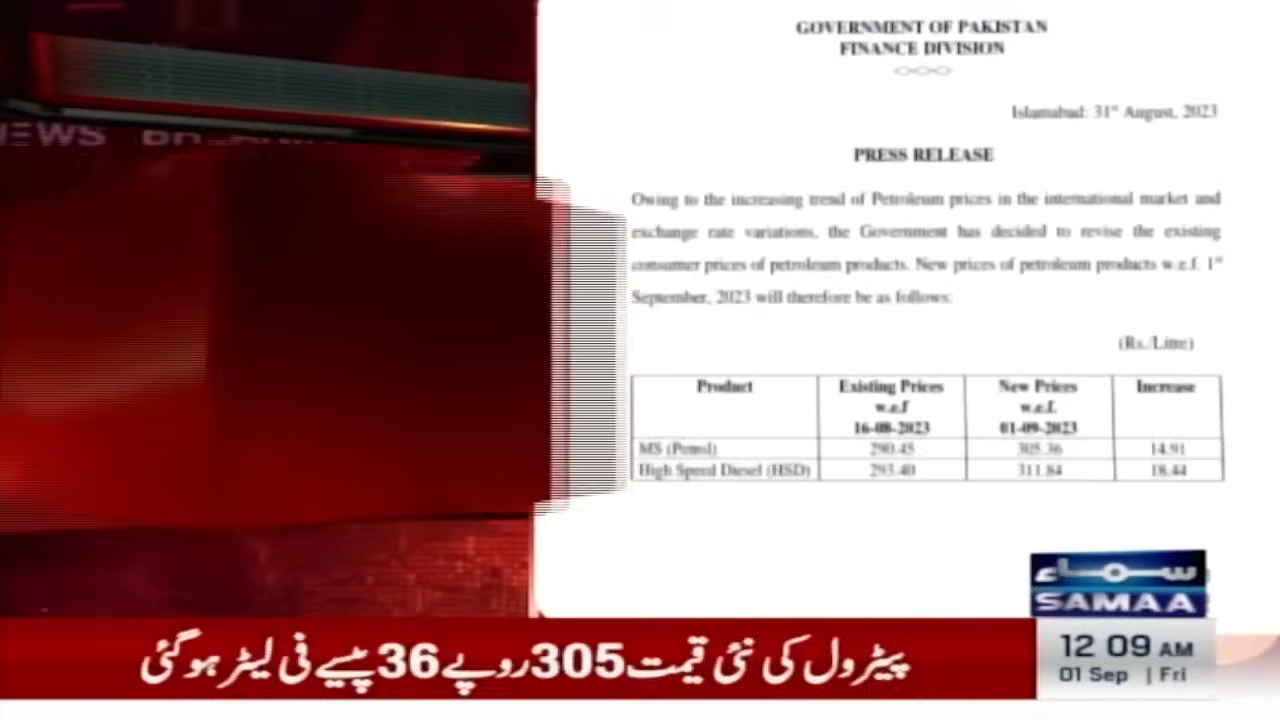 GOVERNMENT OF PAKISTAN
FINANCE DIVISION
Islamabad: 31st August, 2023
PRESS RELEASE
Owing to the increasing trend of Petroleum prices in the international market and
exchange rate variations, the Government has decided to revise the existing
consumer prices of petroleum products. New prices of petroleum products w.e.f. 1st
September, 2023 will therefore be as follows:
(Rs./Litre)
Product Existing Prices w.e.f 16-08-2023 New Prices w.e.f. 01-09-2023 Increase
MS (Petrol) 290.45 305.36 14.91
High Speed Diesel (HSD) 293.40 311.84 18.44
EWS
سماء
SAMAA
پیٹرول کی نئی قیمت 305 روپے 36 پیسے فی لیٹر ہو گئی
12 09 AM
01 Sep | Fri